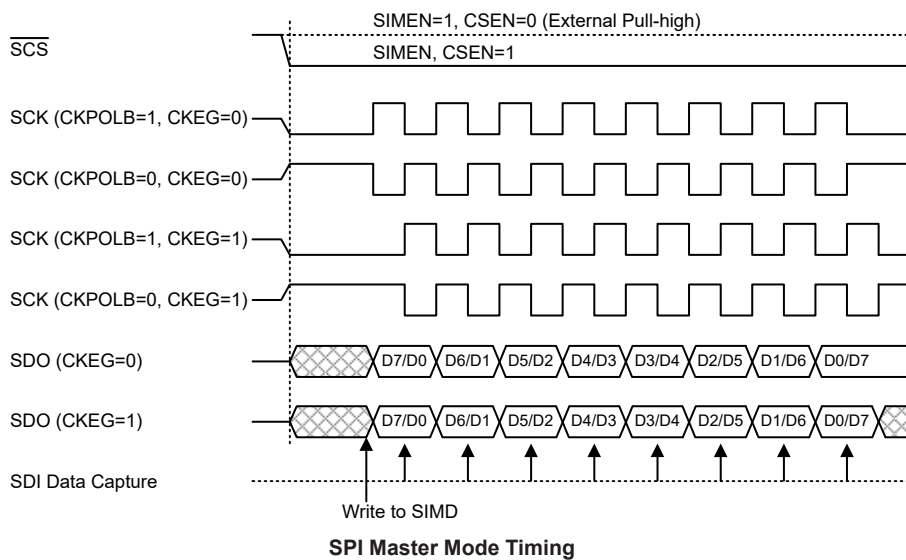 SIMEN=1, CSEN=0 (External Pull-high)
SCS
SIMEN, CSEN=1
SCK (CKPOLB=1, CKEG=0)
SCK (CKPOLB=0, CKEG=0)
SCK (CKPOLB=1, CKEG=1)
SCK (CKPOLB=0, CKEG=1)
SDO (CKEG=0) D7/D0 D6/D1 D5/D2 D4/D3 D3/D4 D2/D5 D1/D6 D0/D7
SDO (CKEG=1) D7/D0 D6/D1 D5/D2 D4/D3 D3/D4 D2/D5 D1/D6 D0/D7
SDI Data Capture
Write to SIMD
SPI Master Mode Timing